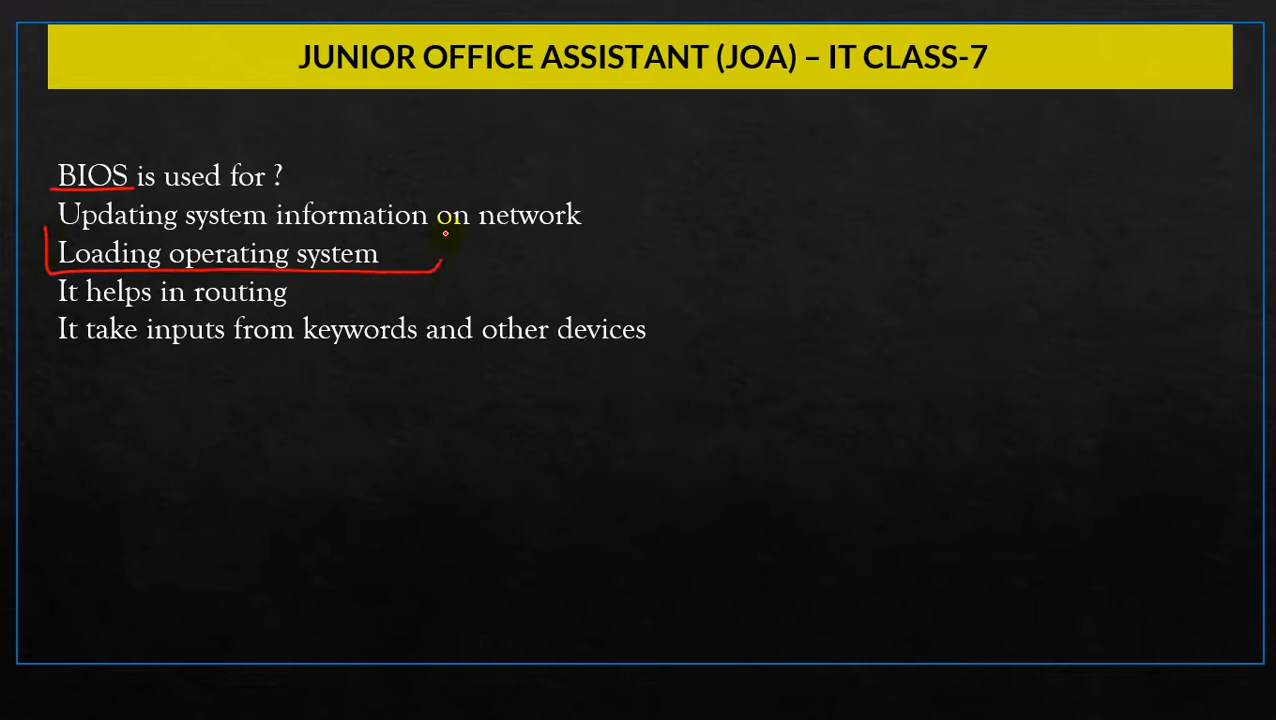 JUNIOR OFFICE ASSISTANT (JOA) – IT CLASS-7
BIOS is used for ?
Updating system information on network
Loading operating system
It helps in routing
It take inputs from keywords and other devices